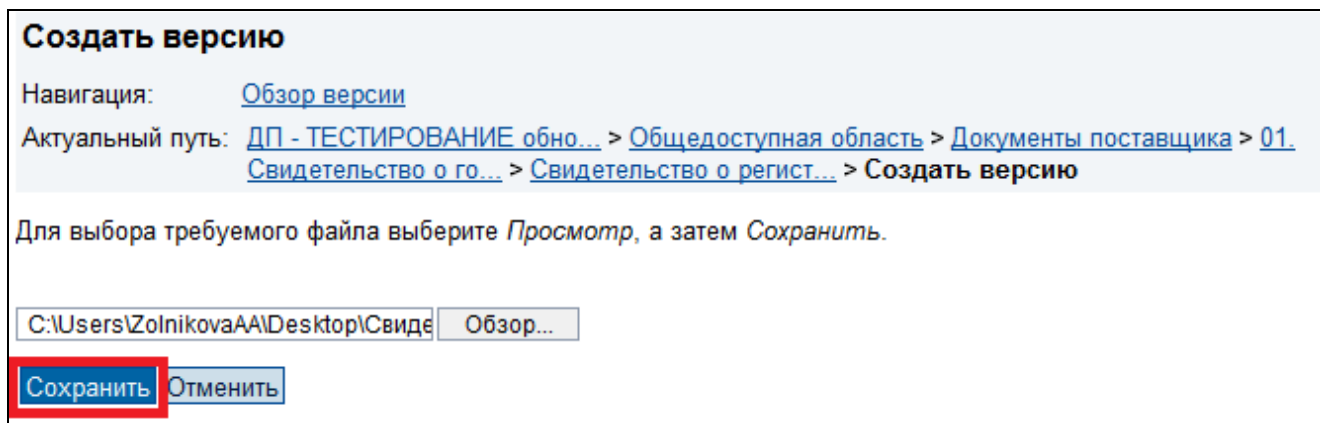 Создать версию
Навигация: Обзор версии
Актуальный путь: ДП - ТЕСТИРОВАНИЕ обно... > Общедоступная область > Документы поставщика > 01.
Свидетельство о го... > Свидетельство о регист... > Создать версию
Для выбора требуемого файла выберите Просмотр, а затем Сохранить.
C:\Users\ZolnikovaAA\Desktop\Свиде Обзор...
Сохранить Отменить